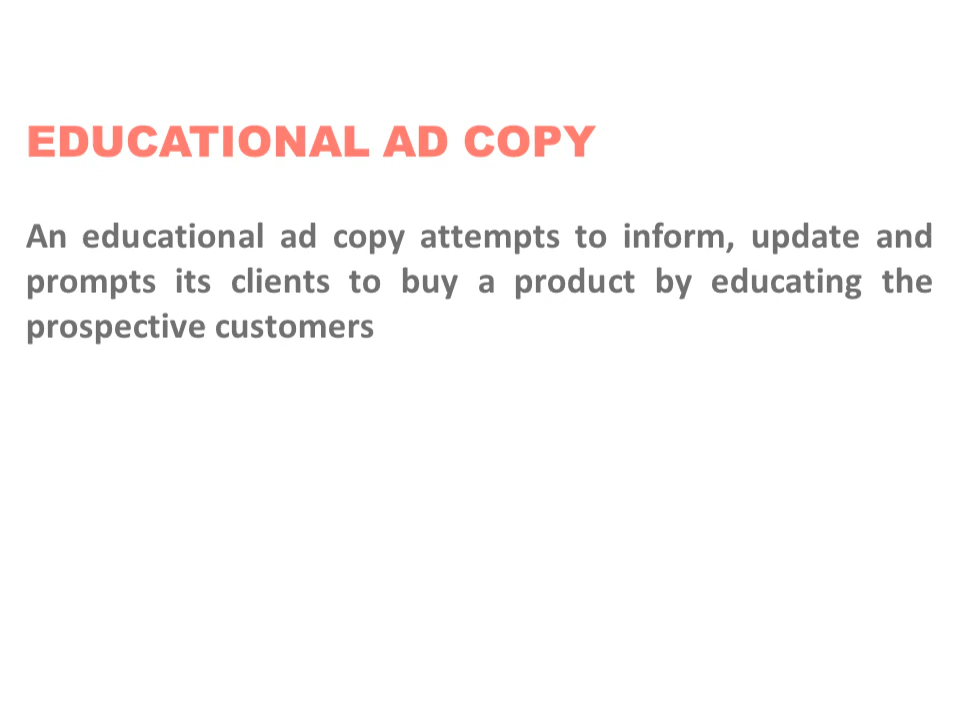 EDUCATIONAL AD COPY
An educational ad copy attempts to inform, update and
prompts its clients to buy a product by educating the
prospective customers